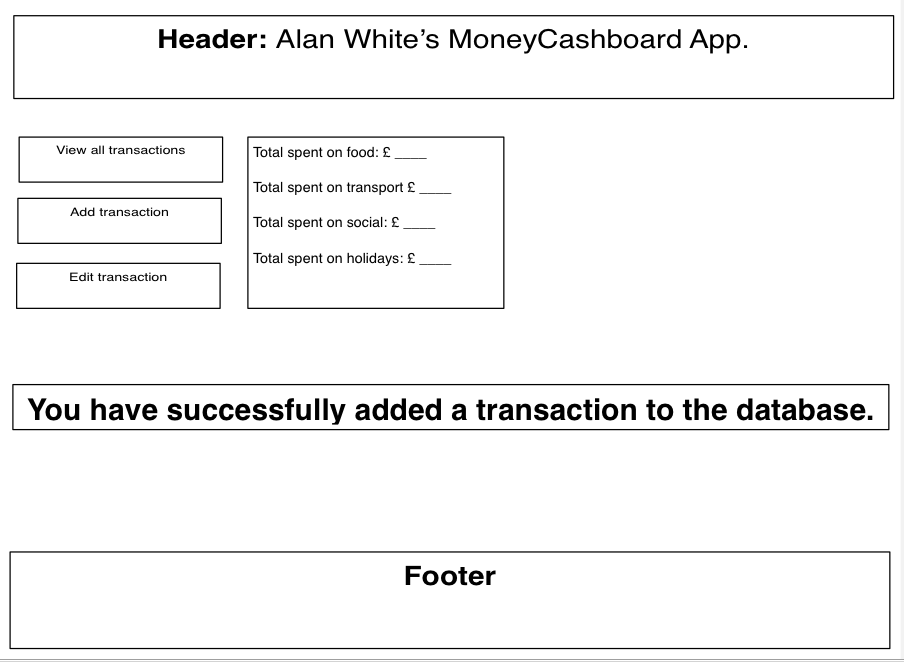 Header: Alan White’s MoneyCashboard App.
View all transactions
Add transaction
Edit transaction
Total spent on food: £ ____
Total spent on transport £ ____
Total spent on social: £ ____
Total spent on holidays: £ ____
You have successfully added a transaction to the database.
Footer